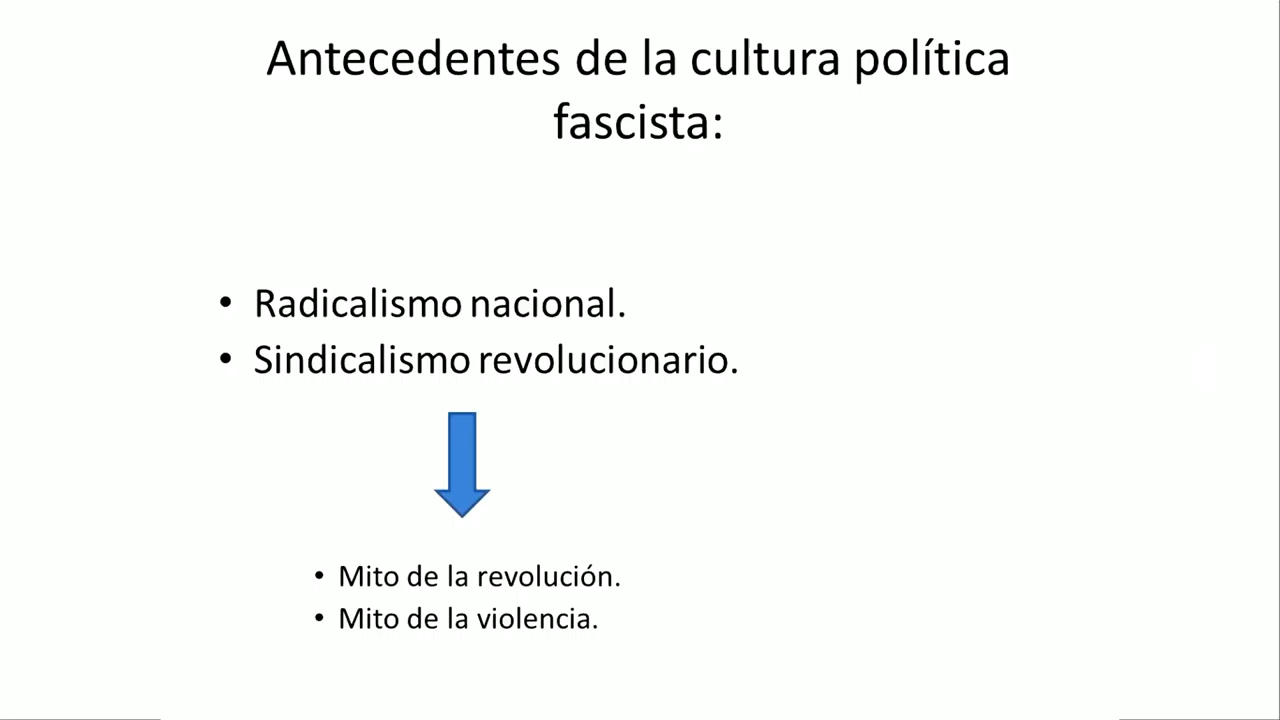 Antecedentes de la cultura política
fascista:
• Radicalismo nacional.
• Sindicalismo revolucionario.
• Mito de la revolución.
• Mito de la violencia.